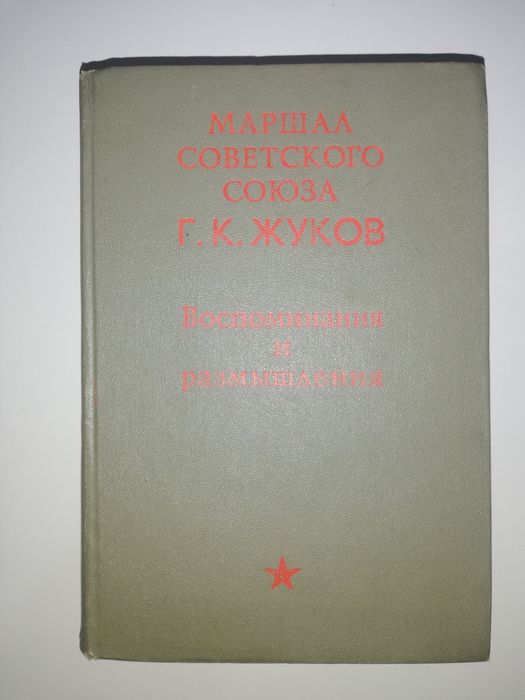 МАРШАЛ
СОВЕТСКОГО
СОЮЗА
Г. К. ЖУКОВ
Воспоминания
и
размышления